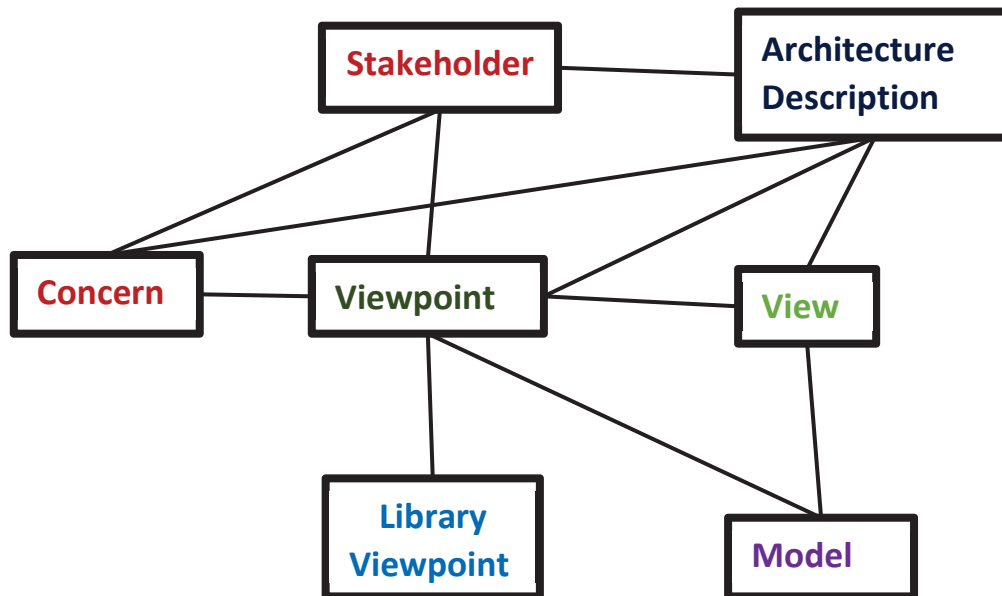 Stakeholder
Architecture
Description
Concern
Viewpoint
View
Library
Viewpoint
Model